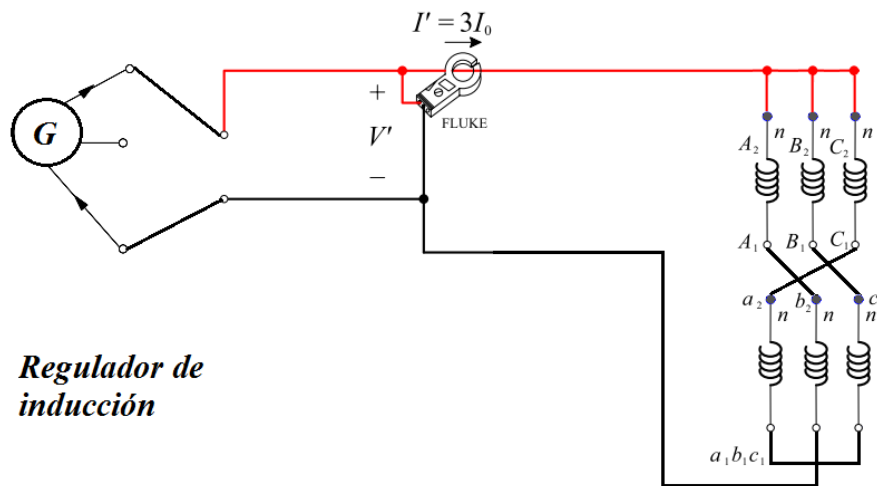 I' = 3I₀
+
G
V'
FLUKE
−
n n n
A₂ B₂ C₂
A₁ B₁ C₁
a₂ b₂ c
n n n
Regulador de
inducción
a₁b₁c₁